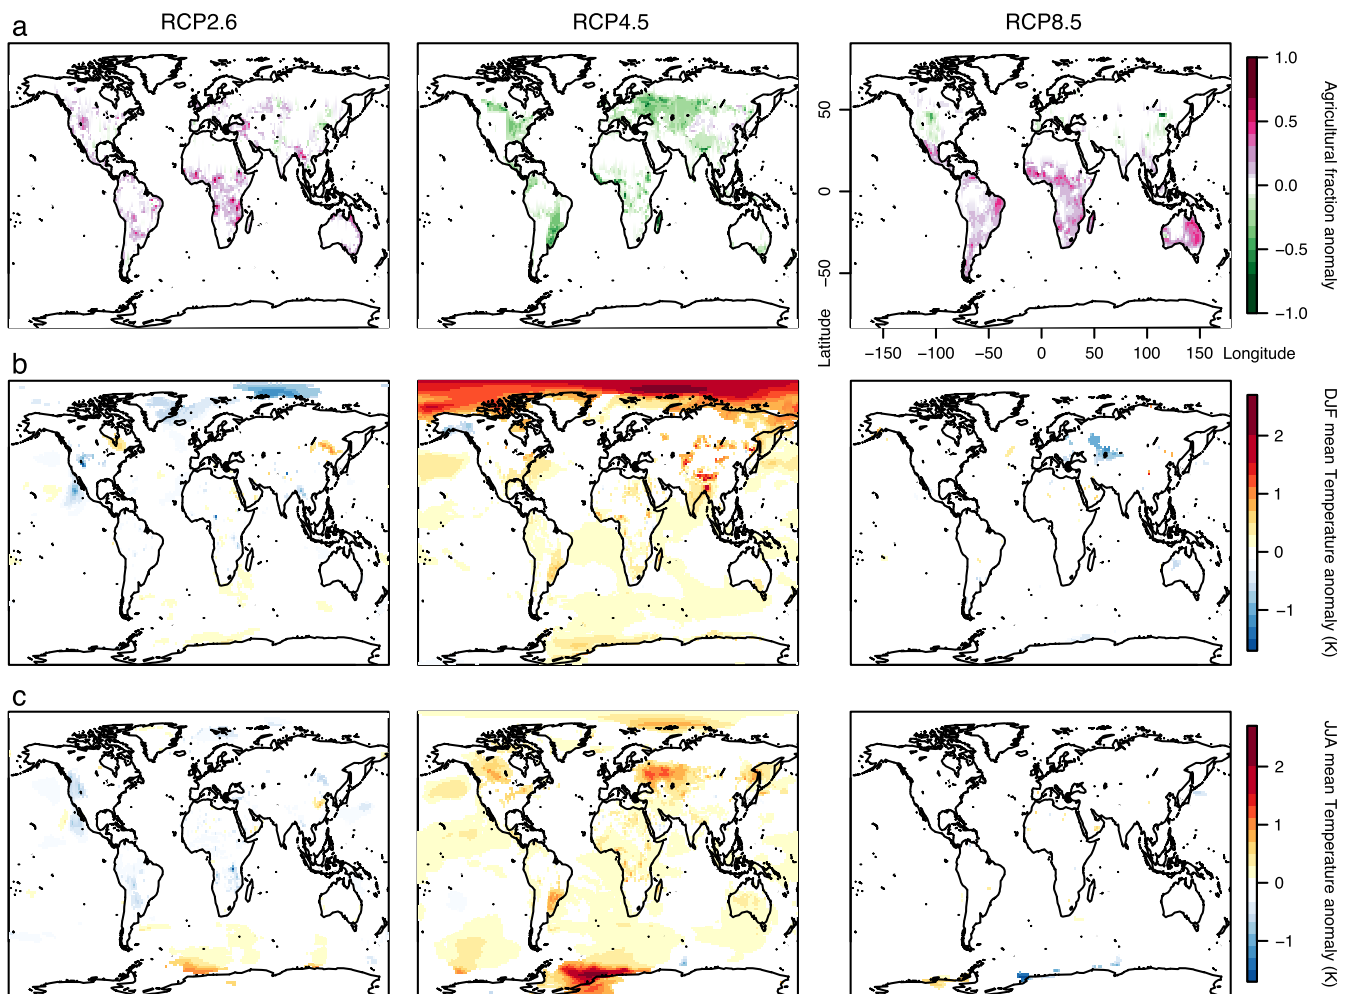 a
RCP2.6
RCP4.5
RCP8.5
50
0
−50
Latitude
−150 −100 −50 0 50 100 150 Longitude
1.0
0.5
0.0
−0.5
−1.0
Agricultural fraction anomaly
b
2
1
0
−1
DJF mean Temperature anomaly (K)
c
2
1
0
−1
JJA mean Temperature anomaly (K)